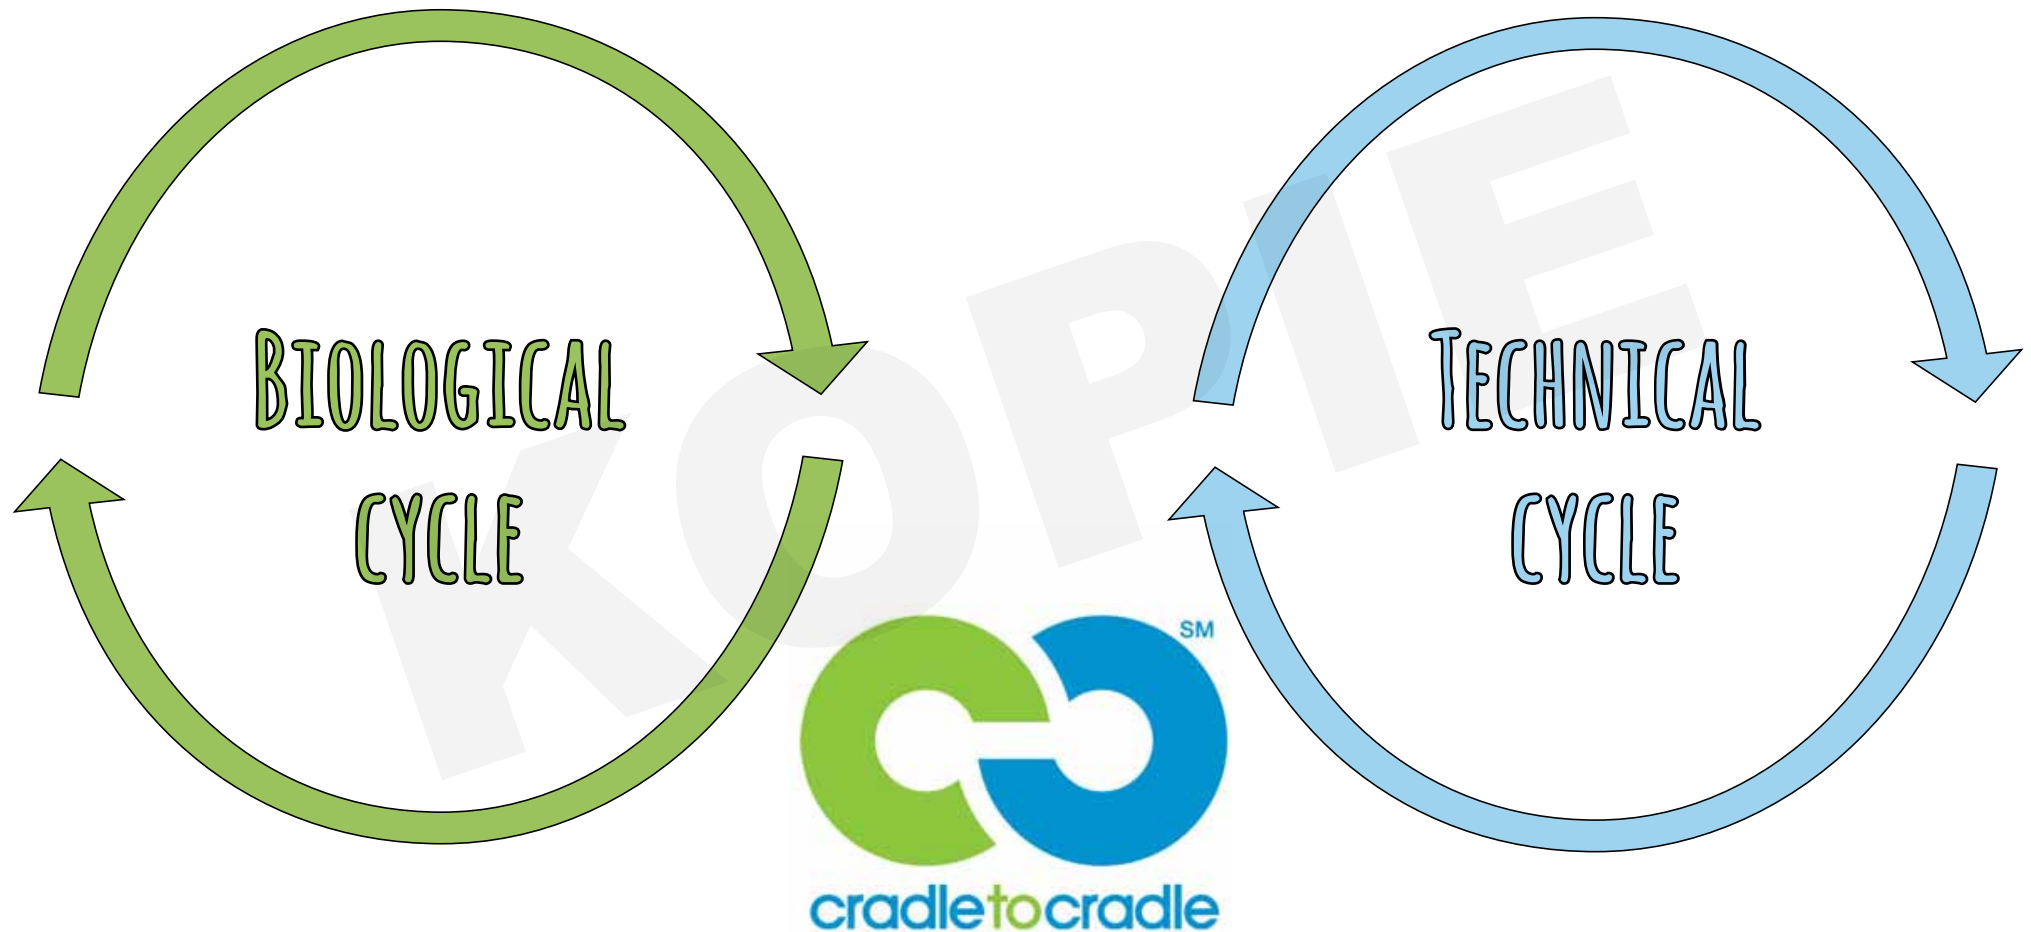 BIOLOGICAL
CYCLE
TECHNICAL
CYCLE
KOPIE
SM
cradletocradle